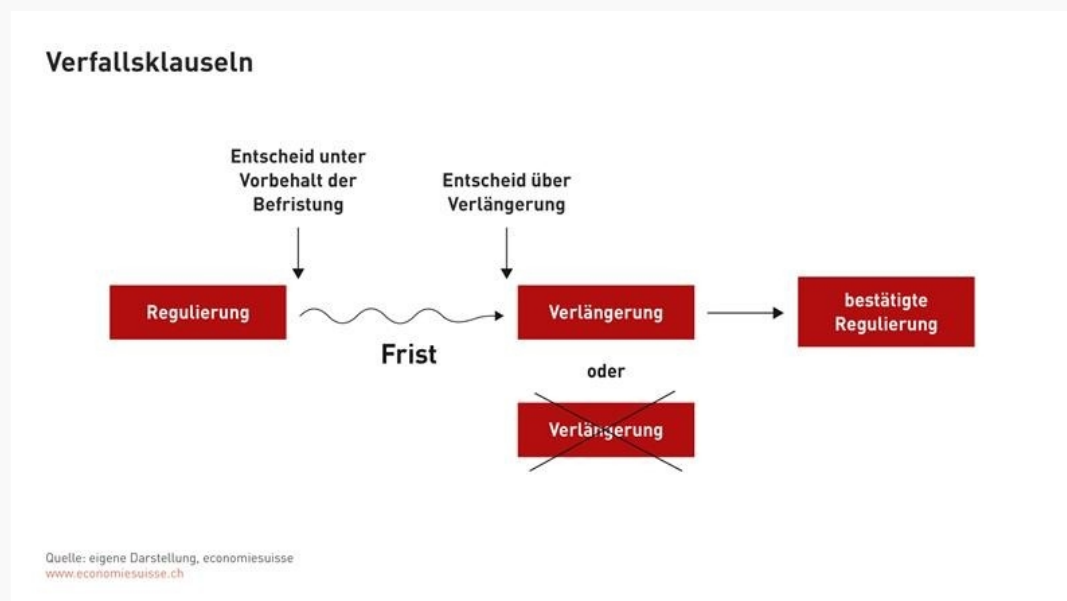 Verfallsklauseln
Entscheid unter
Vorbehalt der
Befristung
Entscheid über
Verlängerung
Regulierung
Frist
Verlängerung
bestätigte
Regulierung
oder
Verlängerung
Quelle: eigene Darstellung, economiesuisse
www.economiesuisse.ch